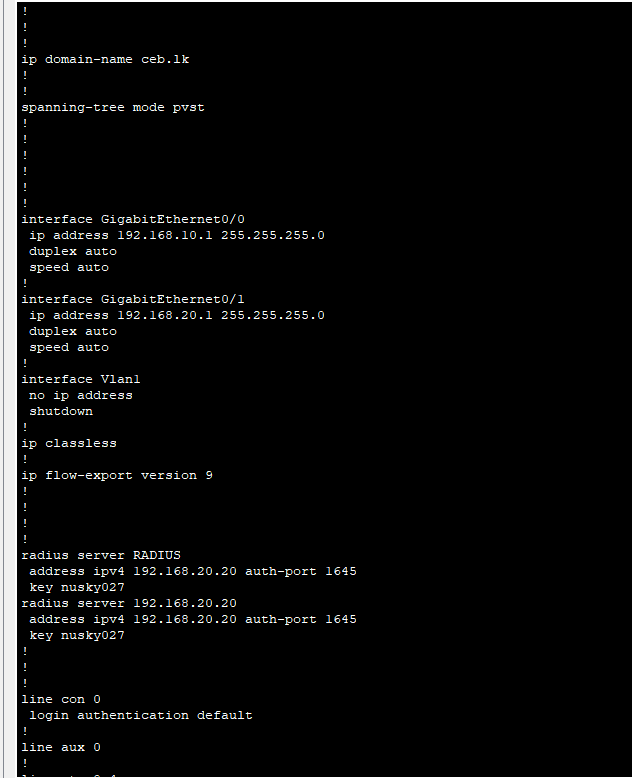 !
!
!
ip domain-name ceb.lk
!
!
spanning-tree mode pvst
!
!
!
!
!
!
interface GigabitEthernet0/0
 ip address 192.168.10.1 255.255.255.0
 duplex auto
 speed auto
!
interface GigabitEthernet0/1
 ip address 192.168.20.1 255.255.255.0
 duplex auto
 speed auto
!
interface Vlan1
 no ip address
 shutdown
!
ip classless
!
ip flow-export version 9
!
!
!
!
radius server RADIUS
 address ipv4 192.168.20.20 auth-port 1645
 key nusky027
radius server 192.168.20.20
 address ipv4 192.168.20.20 auth-port 1645
 key nusky027
!
!
!
line con 0
 login authentication default
!
line aux 0
!